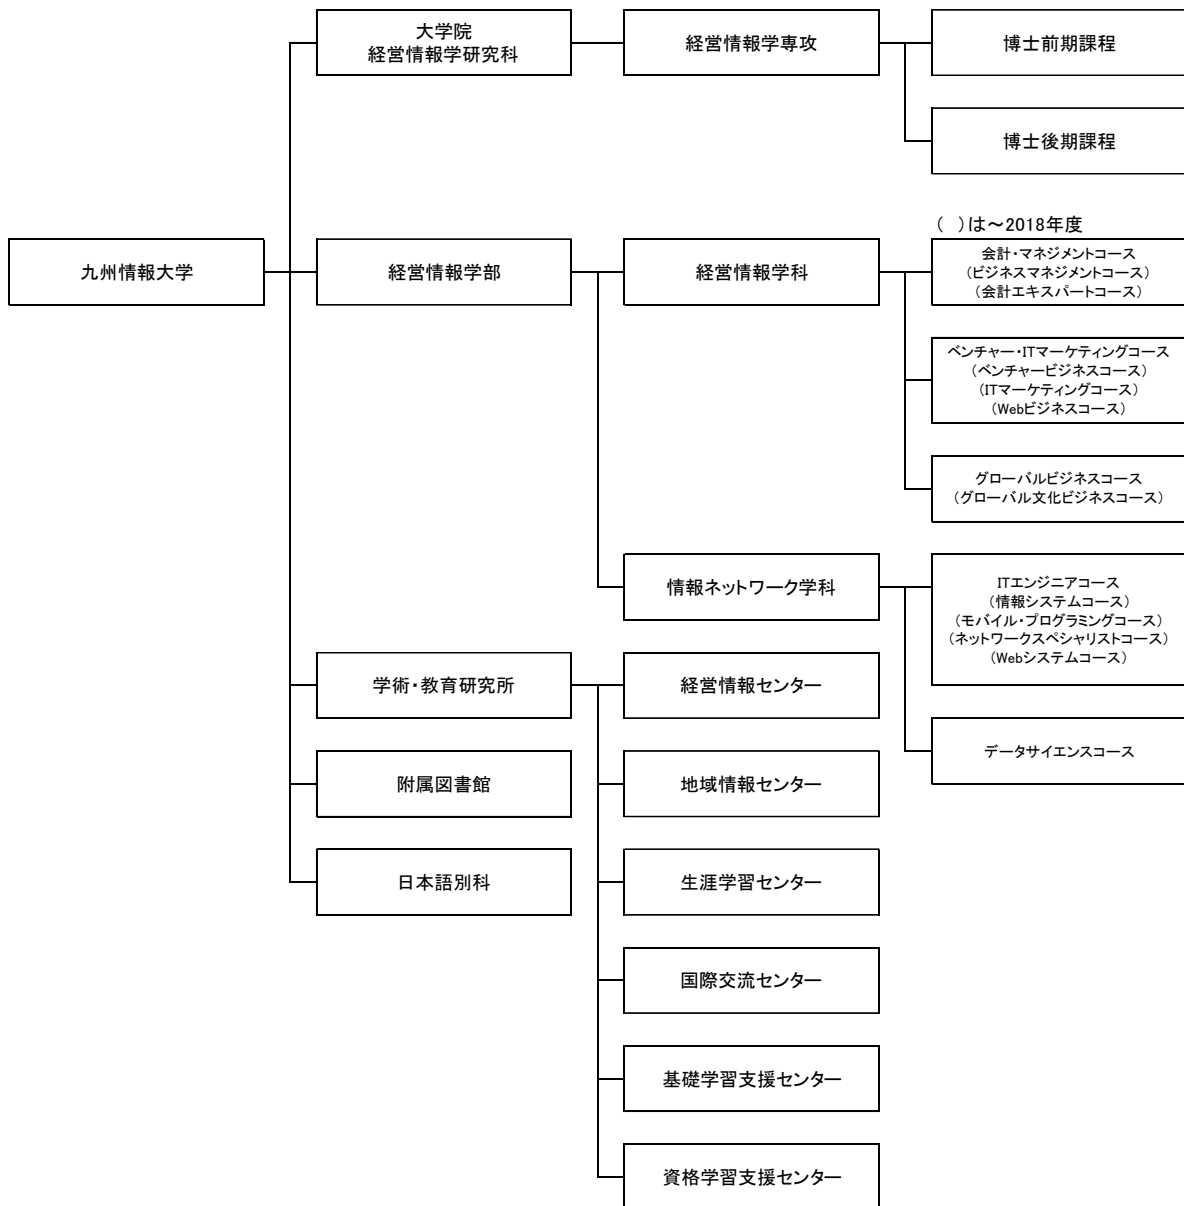 大学院
経営情報学研究科
経営情報学専攻
博士前期課程
博士後期課程
九州情報大学
経営情報学部
経営情報学科
(　)は～2018年度
会計・マネジメントコース
(ビジネスマネジメントコース)
(会計エキスパートコース)
ベンチャー・ITマーケティングコース
(ベンチャービジネスコース)
(ITマーケティングコース)
(Webビジネスコース)
グローバルビジネスコース
(グローバル文化ビジネスコース)
情報ネットワーク学科
ITエンジニアコース
(情報システムコース)
(モバイル・プログラミングコース)
(ネットワークスペシャリストコース)
(Webシステムコース)
データサイエンスコース
学術・教育研究所
経営情報センター
附属図書館
地域情報センター
日本語別科
生涯学習センター
国際交流センター
基礎学習支援センター
資格学習支援センター